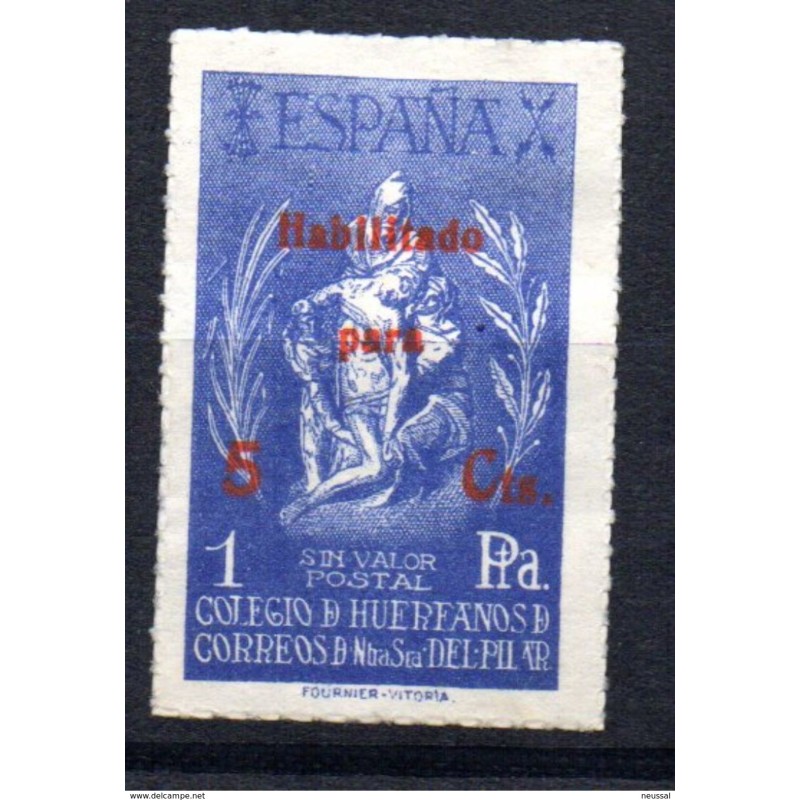 ESPAÑA
Habilitado
para
5 Cts.
1 SIN VALOR POSTAL Pta.
COLEGIO D HUERFANOS D
CORREOS. D. Ntra Sra. DEL. PILAR
FOURNIER-VITORIA.
www.delcampe.net
neussal